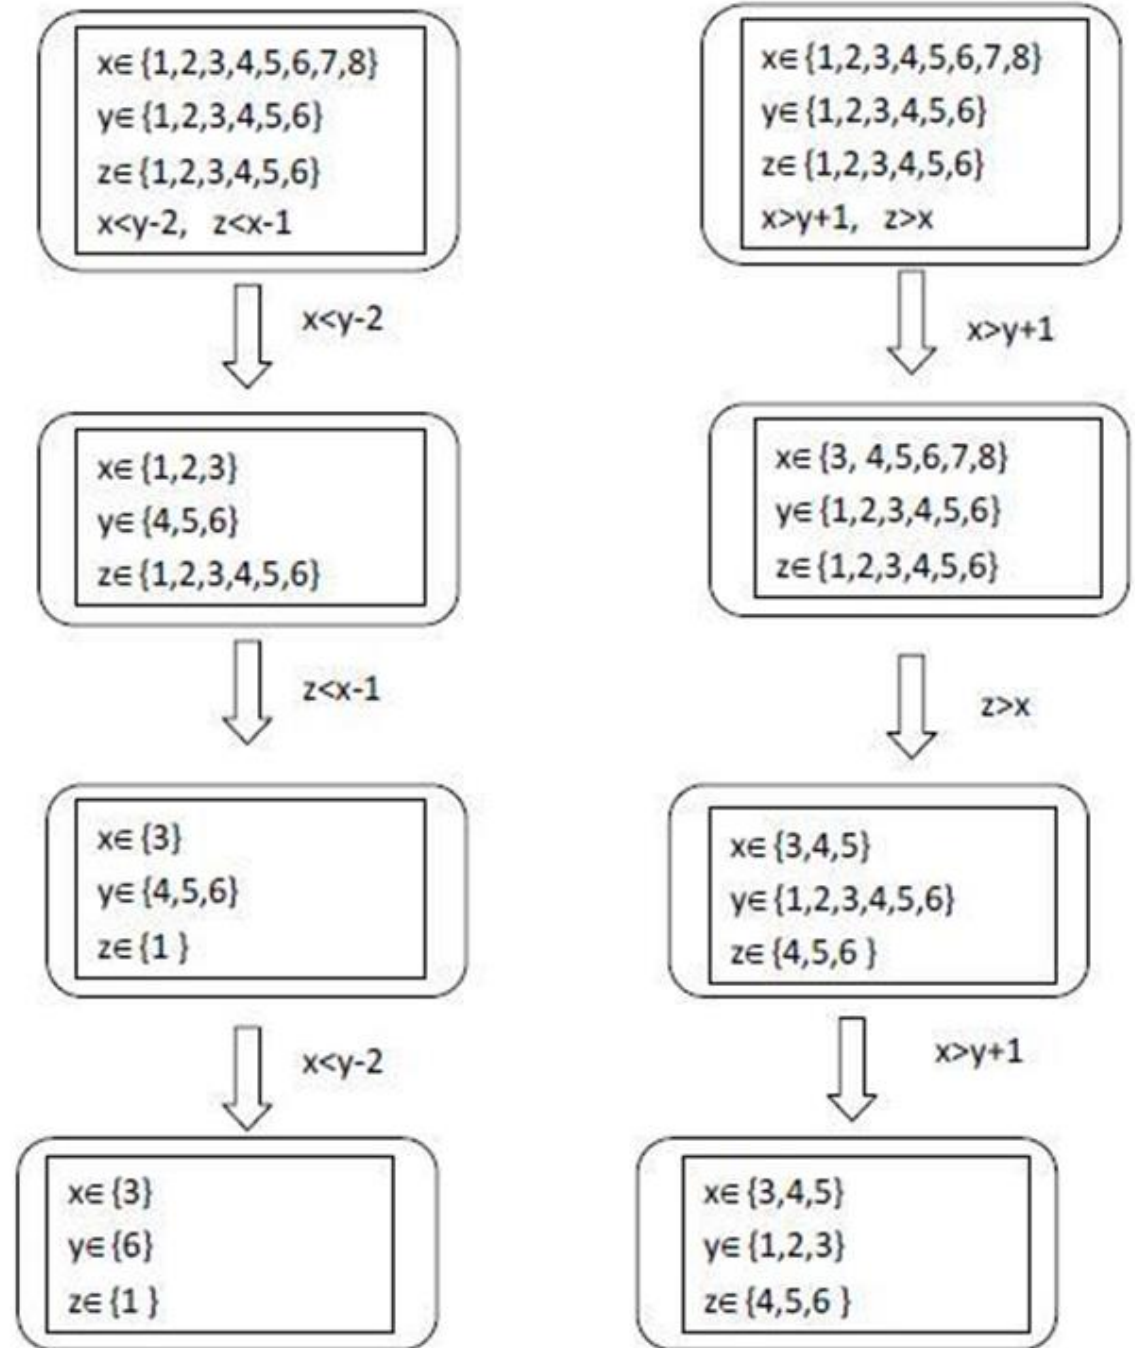 x∈{1,2,3,4,5,6,7,8}
y∈{1,2,3,4,5,6}
z∈{1,2,3,4,5,6}
x<y-2, z<x-1
x<y-2
x∈{1,2,3}
y∈{4,5,6}
z∈{1,2,3,4,5,6}
z<x-1
x∈{3}
y∈{4,5,6}
z∈{1 }
x<y-2
x∈{3}
y∈{6}
z∈{1 }
x∈{1,2,3,4,5,6,7,8}
y∈{1,2,3,4,5,6}
z∈{1,2,3,4,5,6}
x>y+1, z>x
x>y+1
x∈{3, 4,5,6,7,8}
y∈{1,2,3,4,5,6}
z∈{1,2,3,4,5,6}
z>x
x∈{3,4,5}
y∈{1,2,3,4,5,6}
z∈{4,5,6 }
x>y+1
x∈{3,4,5}
y∈{1,2,3}
z∈{4,5,6 }